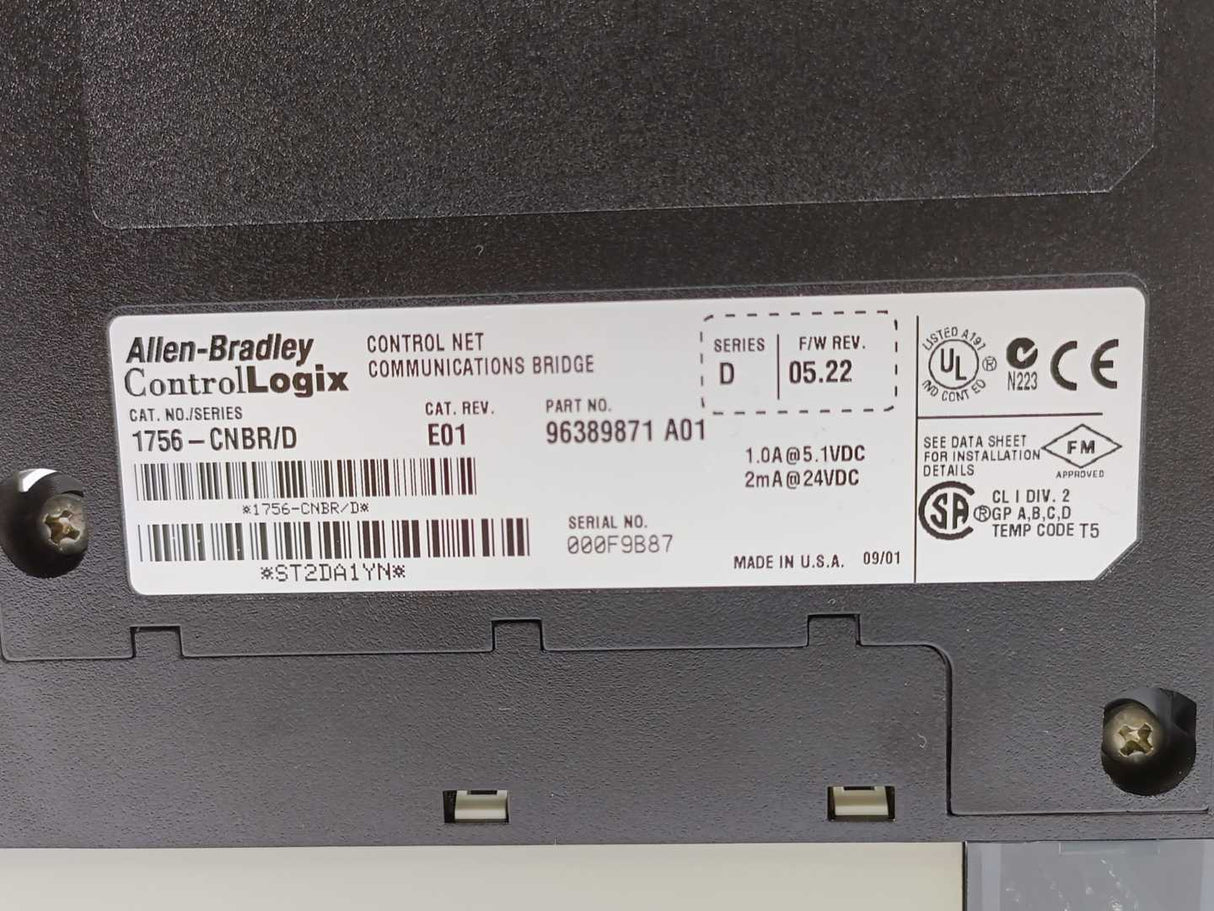 Allen-Bradley
ControlLogix
CONTROL NET
COMMUNICATIONS BRIDGE
CAT. NO./SERIES
1756-CNBR/D
CAT. REV.
E01
PART NO.
96389871 A01
SERIES
D
F/W REV.
05.22
1.0A@5.1VDC
2mA@24VDC
*1756-CNBR/D*
*ST2DA1YN*
SERIAL NO.
000F9B87
MADE IN U.S.A. 09/01
LISTED A197
UL ®
IND CONT EQ
N223
CE
SEE DATA SHEET
FOR INSTALLATION
DETAILS
FM
APPROVED
SA ®
CL I DIV. 2
GP A,B,C,D
TEMP CODE T5